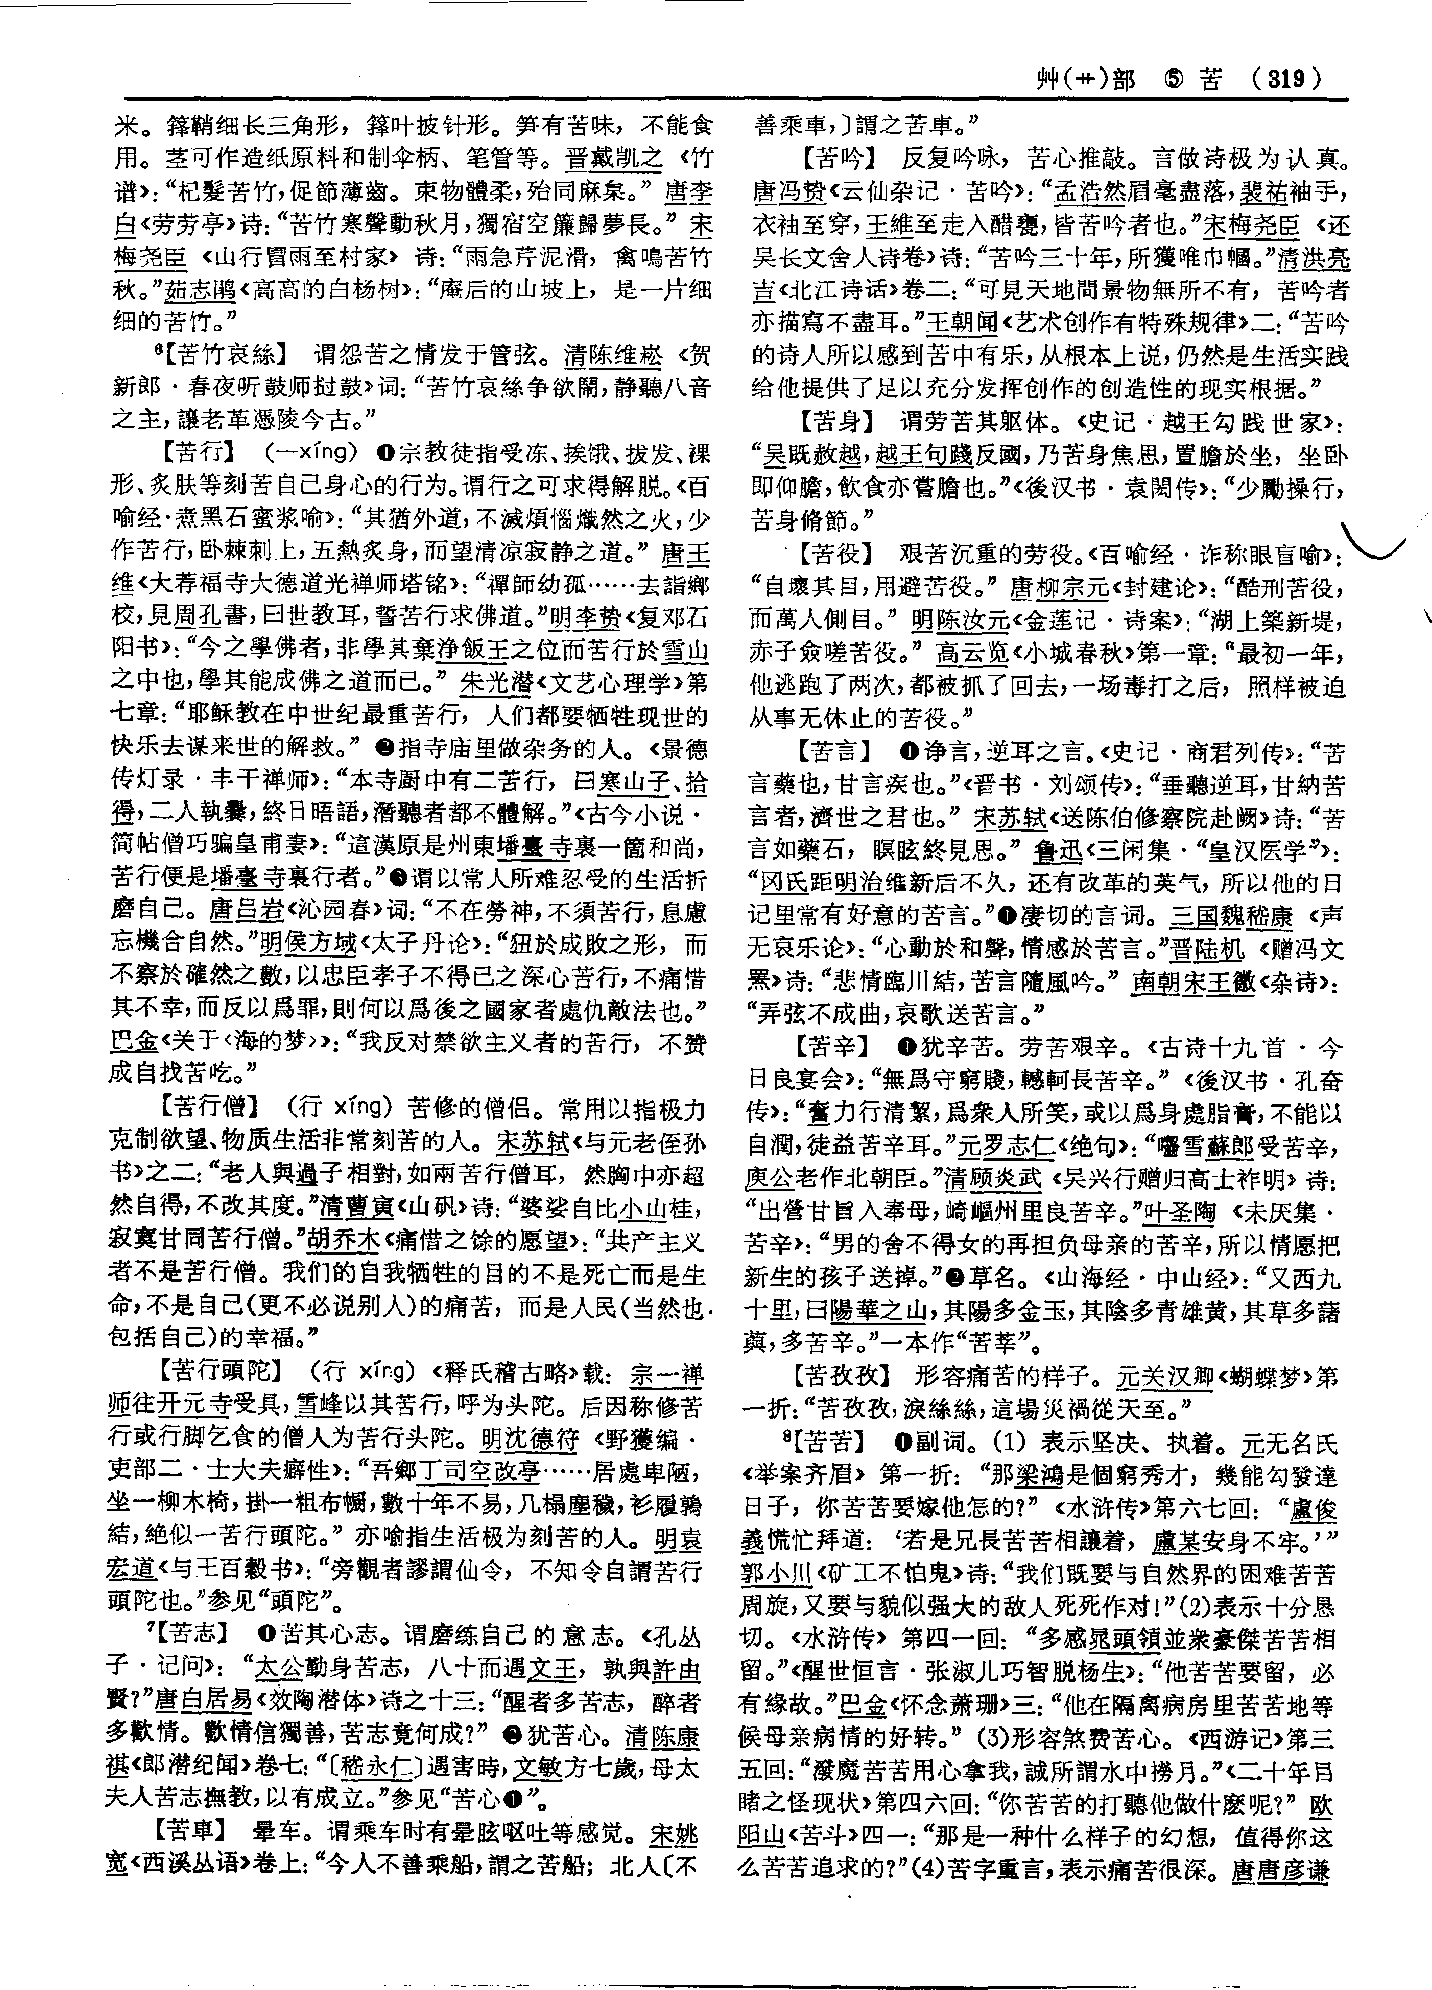 艸(艹)部　⑤　苦　（319）
米。籜鞘细长三角形，籜叶披针形。笋有苦味，不能食
用。茎可作造纸原料和制伞柄、笔管等。晋戴凯之《竹
谱》：“杞髮苦竹，促節薄齒。束物體柔，殆同麻枲。”唐李
白《劳劳亭》诗：“苦竹寒聲動秋月，獨宿空簾歸夢長。”宋
梅尧臣《山行冒雨至村家》诗：“雨急芹泥滑，禽鳴苦竹
秋。”茹志鹃《高高的白杨树》：“庵后的山坡上，是一片细
细的苦竹。”
⁶【苦竹哀絲】　谓怨苦之情发于管弦。清陈维崧《贺
新郎·春夜听鼓师挝鼓》词：“苦竹哀絲争欲鬧，静聽八音
之主，讓老革憑陵今古。”
【苦行】（—xíng）❶宗教徒指受冻、挨饿、拔发、裸
形、炙肤等刻苦自己身心的行为。谓行之可求得解脱。《百
喻经·煮黑石蜜浆喻》：“其猶外道，不滅煩惱熾然之火，少
作苦行，卧棘刺上，五熱炙身，而望清凉寂静之道。”唐王
维《大荐福寺大德道光禅师塔铭》：“禪師幼孤……去詣鄉
校，見周孔書，曰世教耳，誓苦行求佛道。”明李贽《复邓石
阳书》：“今之學佛者，非學其棄净飯王之位而苦行於雪山
之中也，學其能成佛之道而已。”朱光潜《文艺心理学》第
七章：“耶稣教在中世纪最重苦行，人们都要牺牲现世的
快乐去谋来世的解救。”❷指寺庙里做杂务的人。《景德
传灯录·丰干禅师》：“本寺厨中有二苦行，曰寒山子、拾
得，二人執爨，終日晤語，潛聽者都不體解。”《古今小说·
简帖僧巧骗皇甫妻》：“這漢原是州東墦臺寺裏一箇和尚，
苦行便是墦臺寺裏行者。”❸谓以常人所难忍受的生活折
磨自己。唐吕岩《沁园春》词：“不在勞神，不須苦行，息慮
忘機合自然。”明侯方域《太子丹论》：“狃於成敗之形，而
不察於確然之數，以忠臣孝子不得已之深心苦行，不痛惜
其不幸，而反以爲罪，則何以爲後之國家者處仇敵法也。”
巴金《关于〈海的梦〉》：“我反对禁欲主义者的苦行，不赞
成自找苦吃。”
【苦行僧】（行 xíng）苦修的僧侣。常用以指极力
克制欲望、物质生活非常刻苦的人。宋苏轼《与元老侄孙
书》之二：“老人與過子相對，如兩苦行僧耳，然胸中亦超
然自得，不改其度。”清曹寅《山矾》诗：“婆娑自比小山桂，
寂寞甘同苦行僧。”胡乔木《痛惜之馀的愿望》：“共产主义
者不是苦行僧。我们的自我牺牲的目的不是死亡而是生
命，不是自己(更不必说别人)的痛苦，而是人民(当然也
包括自己)的幸福。”
【苦行頭陀】（行 xíng）《释氏稽古略》载：宗一禅
师往开元寺受具，雪峰以其苦行，呼为头陀。后因称修苦
行或行脚乞食的僧人为苦行头陀。明沈德符《野獲编·
吏部二·士大夫癖性》：“吾鄉丁司空改亭……居處卑陋，
坐一柳木椅，掛一粗布幮，數十年不易，几榻塵穢，衫履鶉
結，絶似一苦行頭陀。”亦喻指生活极为刻苦的人。明袁
宏道《与王百穀书》：“旁觀者謬謂仙令，不知令自謂苦行
頭陀也。”参见“頭陀”。
⁷【苦志】　❶苦其心志。谓磨练自己的意志。《孔丛
子·记问》：“太公勤身苦志，八十而遇文王，孰與許由
賢？”唐白居易《效陶潜体》诗之十三：“醒者多苦志，醉者
多歡情。歡情信獨善，苦志竟何成？”❷犹苦心。清陈康
祺《郎潜纪闻》卷七：“〔嵇永仁〕遇害時，文敏方七歲，母太
夫人苦志撫教，以有成立。”参见“苦心❶”。
【苦車】　晕车。谓乘车时有晕眩呕吐等感觉。宋姚
宽《西溪丛语》卷上：“今人不善乘船，謂之苦船；北人〔不
善乘車，〕謂之苦車。”
【苦吟】　反复吟咏，苦心推敲。言做诗极为认真。
唐冯贽《云仙杂记·苦吟》：“孟浩然眉毫盡落，裴祐袖手，
衣袖至穿，王維至走入醋甕，皆苦吟者也。”宋梅尧臣《还
吴长文舍人诗卷》诗：“苦吟三十年，所獲唯巾幗。”清洪亮
吉《北江诗话》卷二：“可見天地間景物無所不有，苦吟者
亦描寫不盡耳。”王朝闻《艺术创作有特殊规律》二：“苦吟
的诗人所以感到苦中有乐，从根本上说，仍然是生活实践
给他提供了足以充分发挥创作的创造性的现实根据。”
【苦身】　谓劳苦其躯体。《史记·越王勾践世家》：
“吴既赦越，越王句踐反國，乃苦身焦思，置膽於坐，坐卧
即仰膽，飲食亦嘗膽也。”《後汉书·袁闳传》：“少勵操行，
苦身脩節。”
【苦役】　艰苦沉重的劳役。《百喻经·诈称眼盲喻》：
“自壞其目，用避苦役。”唐柳宗元《封建论》：“酷刑苦役，
而萬人側目。”明陈汝元《金莲记·诗案》：“湖上築新堤，
赤子僉嗟苦役。”高云览《小城春秋》第一章：“最初一年，
他逃跑了两次，都被抓了回去，一场毒打之后，照样被迫
从事无休止的苦役。”
【苦言】　❶诤言，逆耳之言。《史记·商君列传》：“苦
言藥也，甘言疾也。”《晋书·刘颂传》：“垂聽逆耳，甘納苦
言者，濟世之君也。”宋苏轼《送陈伯修察院赴阙》诗：“苦
言如藥石，瞑眩終見思。”鲁迅《三闲集·“皇汉医学”》：
“冈氏距明治维新后不久，还有改革的英气，所以他的日
记里常有好意的苦言。”❶凄切的言词。三国魏嵇康《声
无哀乐论》：“心動於和聲，情感於苦言。”晋陆机《赠冯文
罴》诗：“悲情臨川結，苦言隨風吟。”南朝宋王徽《杂诗》：
“弄弦不成曲，哀歌送苦言。”
【苦辛】　❶犹辛苦。劳苦艰辛。《古诗十九首·今
日良宴会》：“無爲守窮賤，轗軻長苦辛。”《後汉书·孔奋
传》：“奮力行清絜，爲衆人所笑，或以爲身處脂膏，不能以
自潤，徒益苦辛耳。”元罗志仁《绝句》：“嚙雪蘇郎受苦辛，
庾公老作北朝臣。”清顾炎武《吴兴行赠归高士祚明》诗：
“出營甘旨入奉母，崎嶇州里良苦辛。”叶圣陶《未厌集·
苦辛》：“男的舍不得女的再担负母亲的苦辛，所以情愿把
新生的孩子送掉。”❷草名。《山海经·中山经》：“又西九
十里，曰陽華之山，其陽多金玉，其陰多青雄黄，其草多藷
藇，多苦辛。”一本作“苦莘”。
【苦孜孜】　形容痛苦的样子。元关汉卿《蝴蝶梦》第
一折：“苦孜孜，淚絲絲，這場災禍從天至。”
⁸【苦苦】　❶副词。（1）表示坚决、执着。元无名氏
《举案齐眉》第一折：“那梁鴻是個窮秀才，幾能勾發達
日子，你苦苦要嫁他怎的？”《水浒传》第六七回：“盧俊
義慌忙拜道：‘若是兄長苦苦相讓着，盧某安身不牢。’”
郭小川《矿工不怕鬼》诗：“我们既要与自然界的困难苦苦
周旋，又要与貌似强大的敌人死死作对！”（2）表示十分恳
切。《水浒传》第四一回：“多感晁頭領並衆豪傑苦苦相
留。”《醒世恒言·张淑儿巧智脱杨生》：“他苦苦要留，必
有緣故。”巴金《怀念萧珊》三：“他在隔离病房里苦苦地等
候母亲病情的好转。”（3）形容煞费苦心。《西游记》第三
五回：“潑魔苦苦用心拿我，誠所謂水中撈月。”《二十年目
睹之怪现状》第四六回：“你苦苦的打聽他做什麽呢？”欧
阳山《苦斗》四一：“那是一种什么样子的幻想，值得你这
么苦苦追求的？”（4）苦字重言，表示痛苦很深。唐唐彦谦